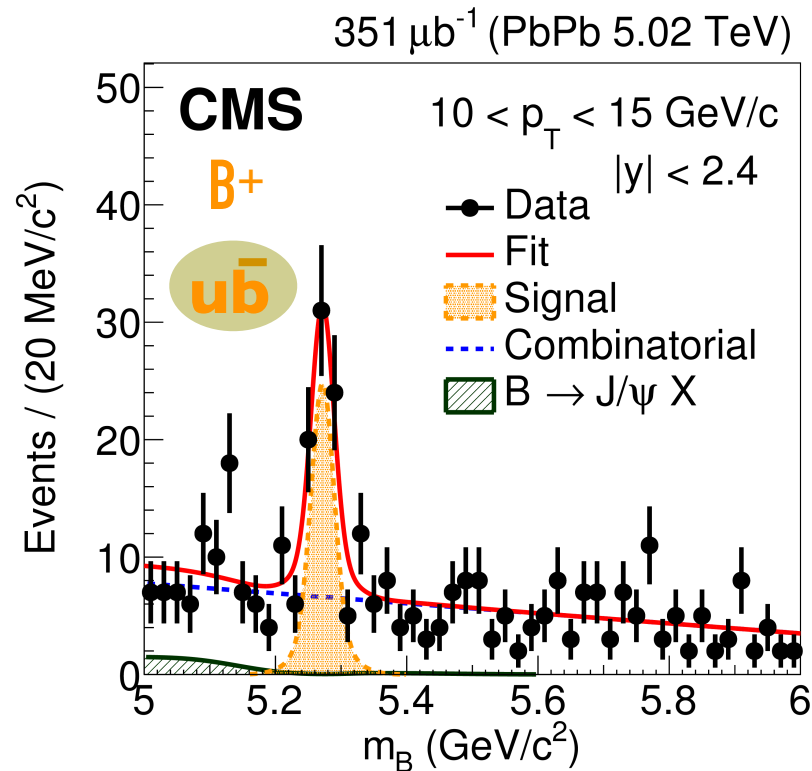 351 μb⁻¹ (PbPb 5.02 TeV)
CMS
10 < p_T < 15 GeV/c
|y| < 2.4
B+
ub̅
Data
Fit
Signal
Combinatorial
B → J/ψ X
Events / (20 MeV/c²)
50
40
30
20
10
0
5
5.2
5.4
5.6
5.8
6
m_B (GeV/c²)